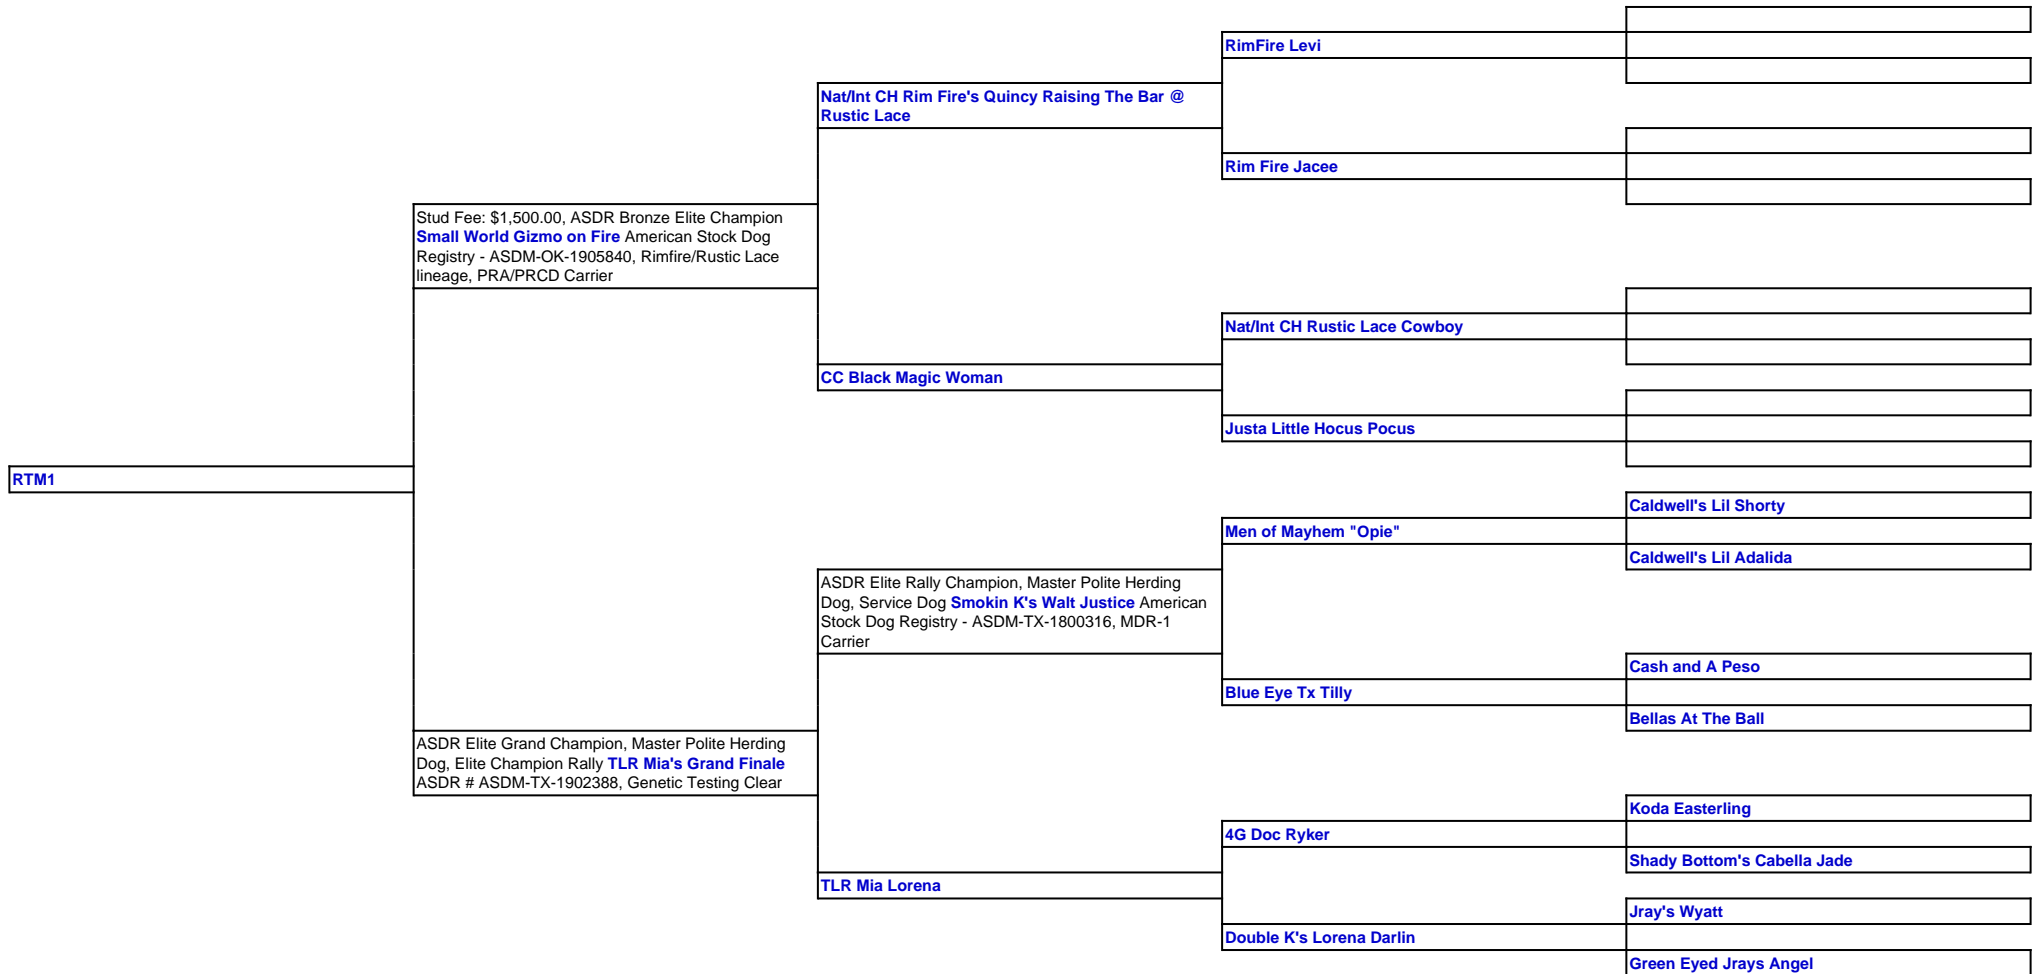 RimFire Levi
Nat/Int CH Rim Fire's Quincy Raising The Bar @
Rustic Lace
Rim Fire Jacee
Stud Fee: $1,500.00, ASDR Bronze Elite Champion
Small World Gizmo on Fire American Stock Dog
Registry - ASDM-OK-1905840, Rimfire/Rustic Lace
lineage, PRA/PRCD Carrier
Nat/Int CH Rustic Lace Cowboy
CC Black Magic Woman
Justa Little Hocus Pocus
RTM1
Caldwell's Lil Shorty
Men of Mayhem "Opie"
Caldwell's Lil Adalida
ASDR Elite Rally Champion, Master Polite Herding
Dog, Service Dog Smokin K's Walt Justice American
Stock Dog Registry - ASDM-TX-1800316, MDR-1
Carrier
Cash and A Peso
Blue Eye Tx Tilly
Bellas At The Ball
ASDR Elite Grand Champion, Master Polite Herding
Dog, Elite Champion Rally TLR Mia's Grand Finale
ASDR # ASDM-TX-1902388, Genetic Testing Clear
Koda Easterling
4G Doc Ryker
Shady Bottom's Cabella Jade
TLR Mia Lorena
Jray's Wyatt
Double K's Lorena Darlin
Green Eyed Jrays Angel